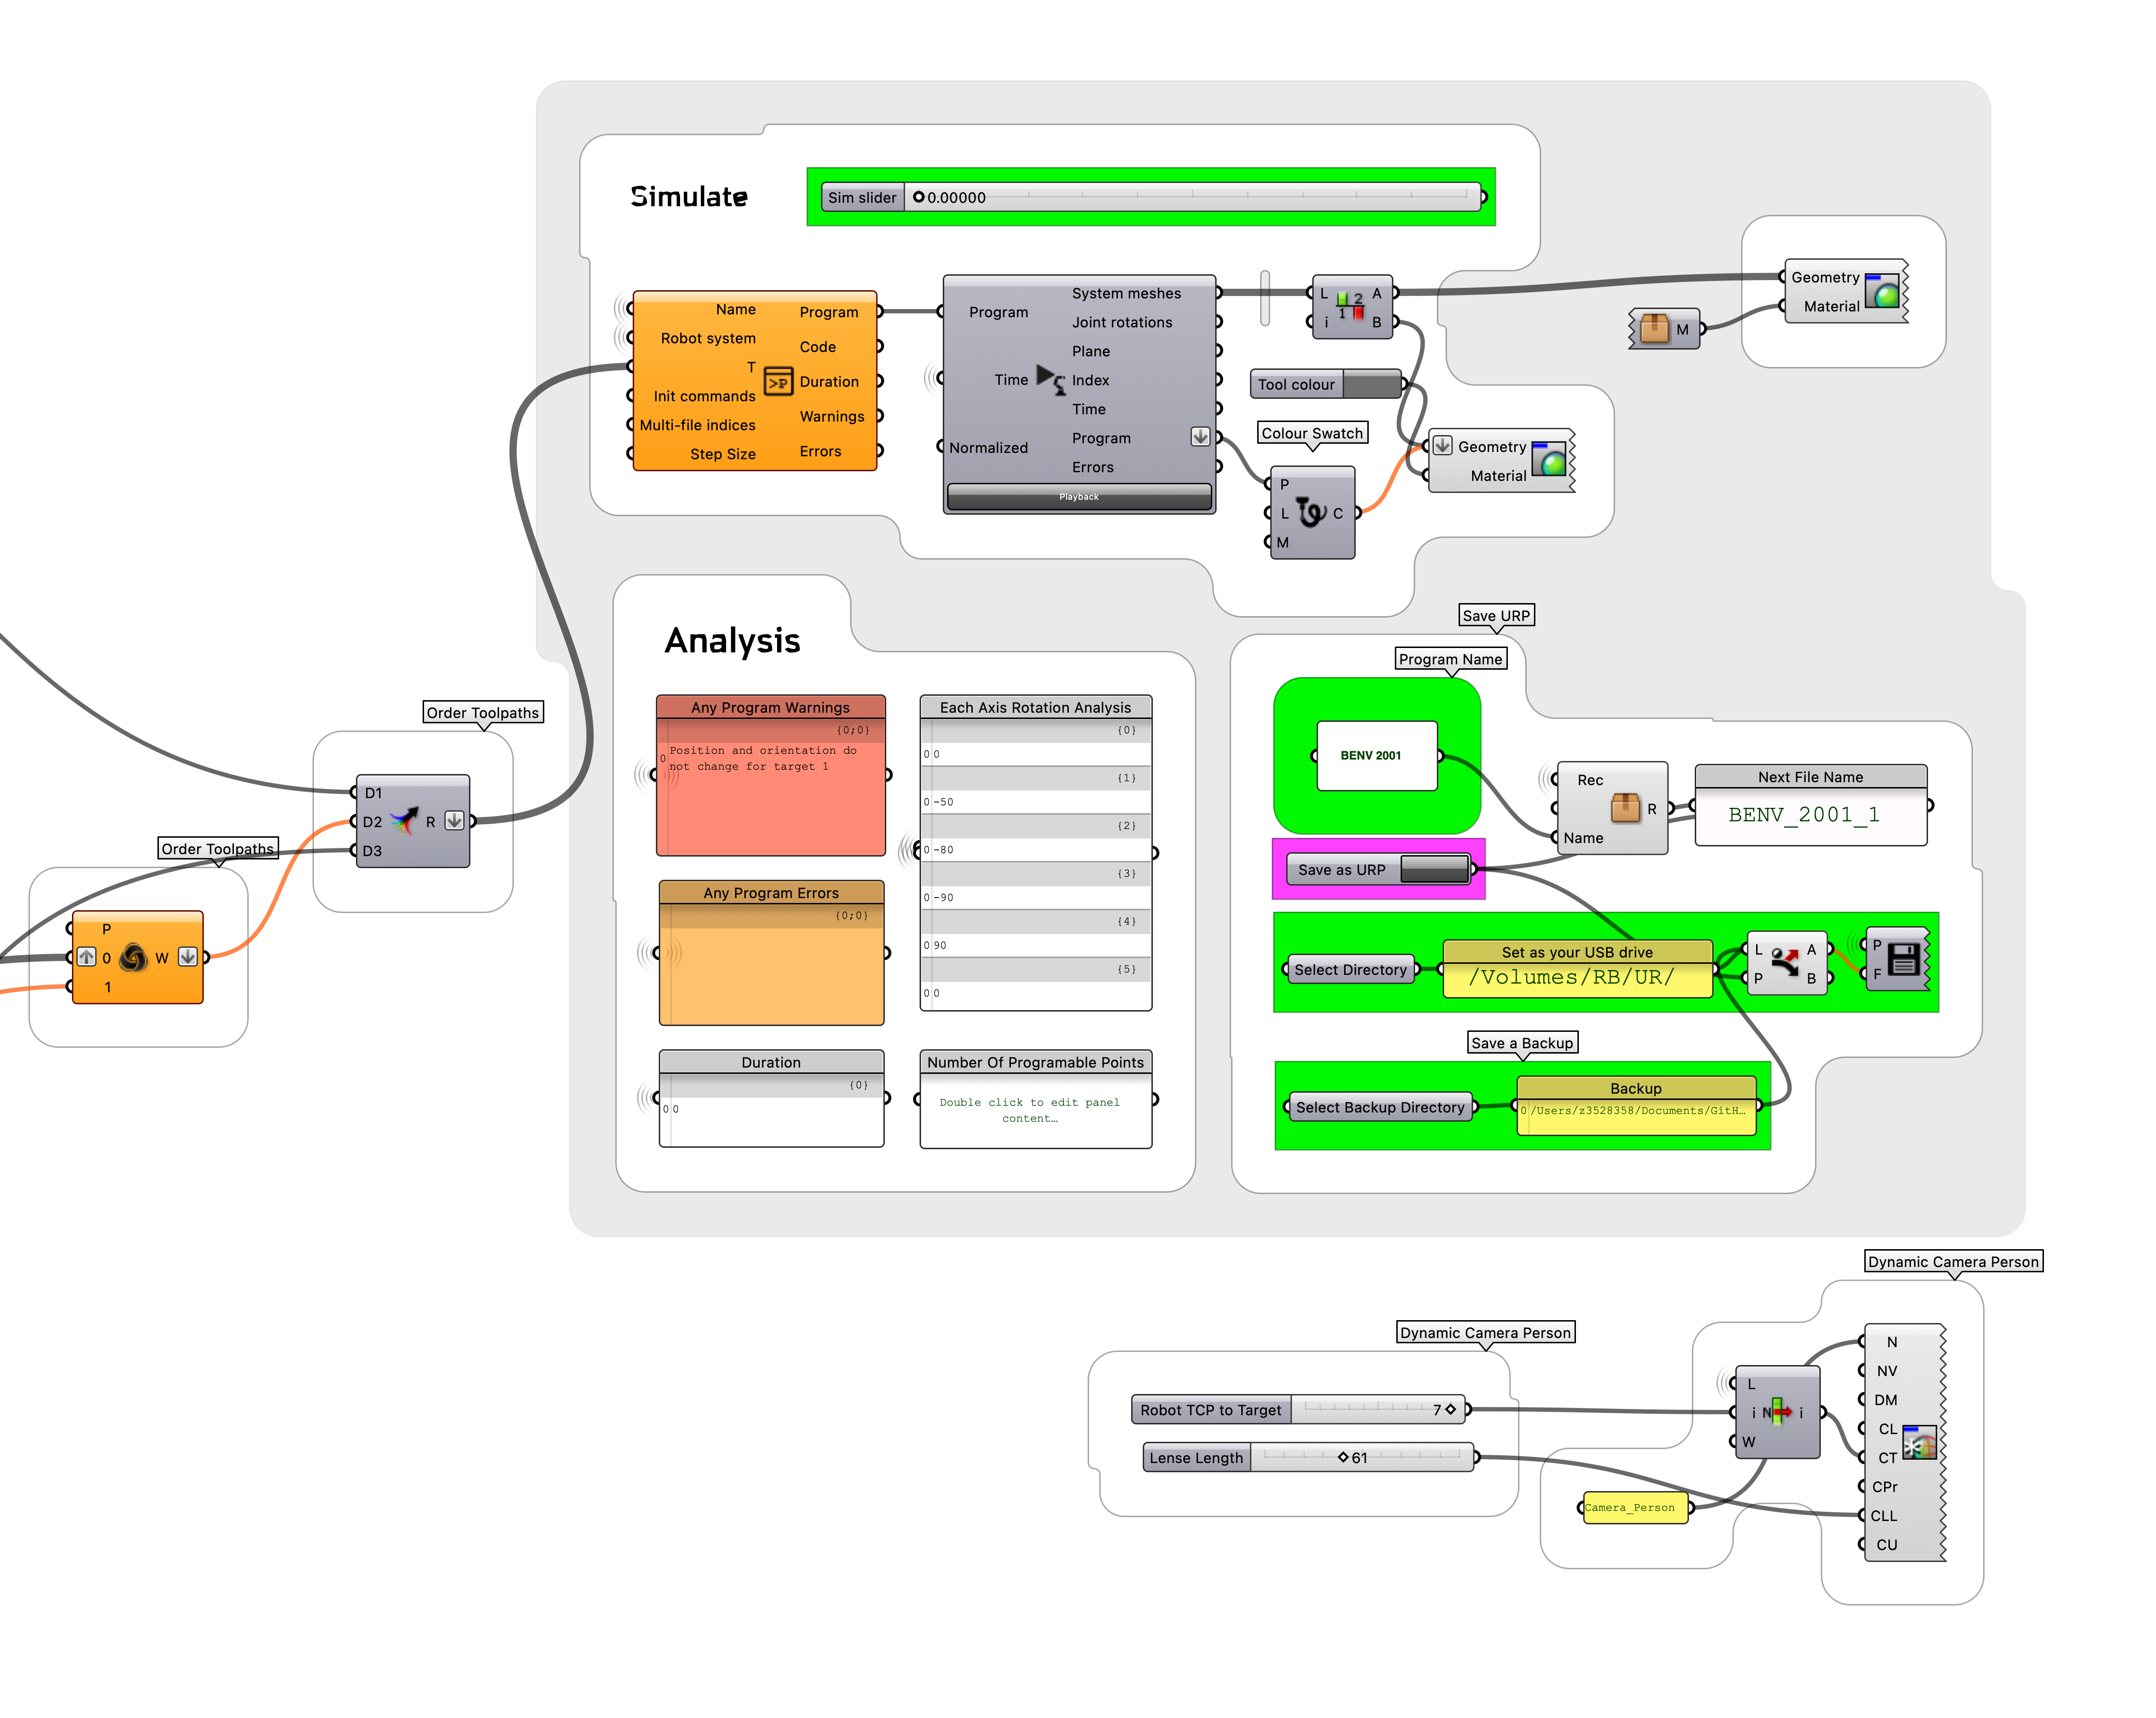 Simulate
Sim slider
0.00000
Name
Robot system
T
Init commands
Multi-file indices
Step Size
Program
Code
Duration
Warnings
Errors
Program
Time
Normalized
System meshes
Joint rotations
Plane
Index
Time
Program
Errors
Playback
L
i
A
B
2
1
Tool colour
Colour Swatch
P
L
M
C
Geometry
Material
M
Geometry
Material
Order Toolpaths
D1
D2
D3
R
Order Toolpaths
P
0
1
W
Analysis
Any Program Warnings
{0;0}
0
Position and orientation do
not change for target 1
Any Program Errors
{0;0}
Duration
{0}
0 0
Each Axis Rotation Analysis
{0}
0 0
{1}
0 -50
{2}
0 -80
{3}
0 -90
{4}
0 90
{5}
0 0
Number Of Programable Points
Double click to edit panel
content…
Save URP
Program Name
BENV 2001
Rec
Name
R
Next File Name
BENV_2001_1
Save as URP
Select Directory
Set as your USB drive
/Volumes/RB/UR/
L
P
A
B
P
F
Save a Backup
Select Backup Directory
Backup
0 /Users/z3528358/Documents/GitH…
Dynamic Camera Person
Robot TCP to Target
7
Lense Length
61
Dynamic Camera Person
Camera_Person
L
i
W
N
i
N
NV
DM
CL
CT
CPr
CLL
CU